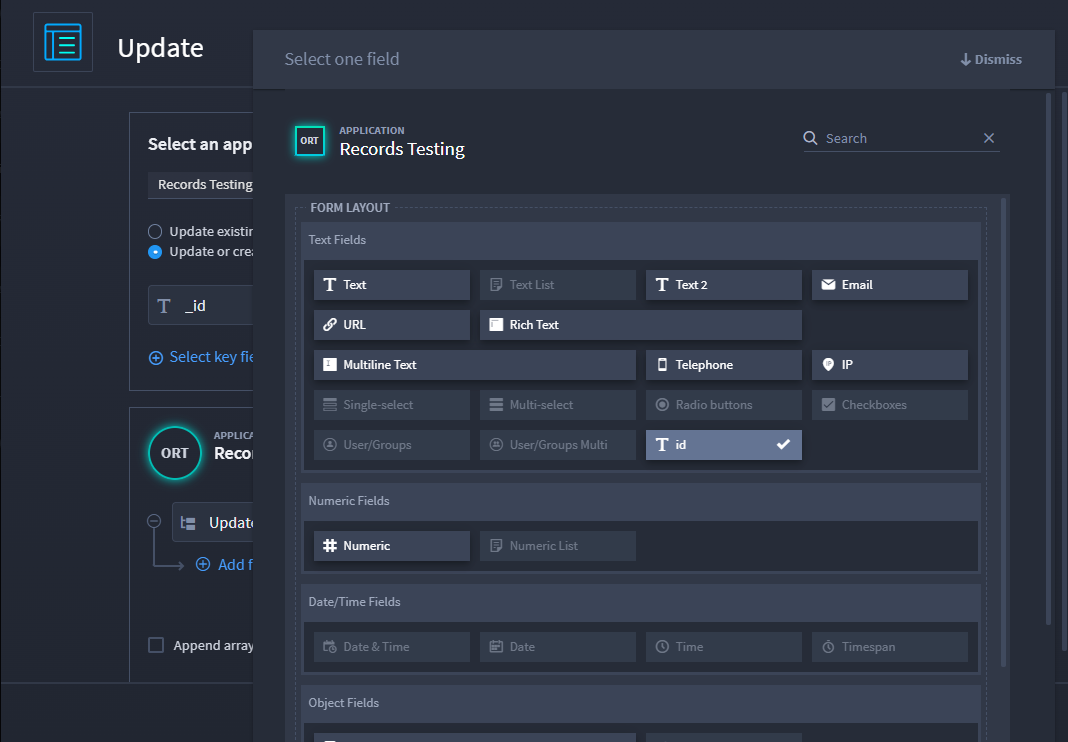 Update
Select one field
Dismiss
Select an app
Records Testing
Update existin
Update or crea
_id
Select key fie
ORT
APPLICA
Recor
Update
Add f
Append array
ORT
APPLICATION
Records Testing
Search
FORM LAYOUT
Text Fields
Text
Text List
Text 2
Email
URL
Rich Text
Multiline Text
Telephone
IP
Single-select
Multi-select
Radio buttons
Checkboxes
User/Groups
User/Groups Multi
id
Numeric Fields
Numeric
Numeric List
Date/Time Fields
Date & Time
Date
Time
Timespan
Object Fields